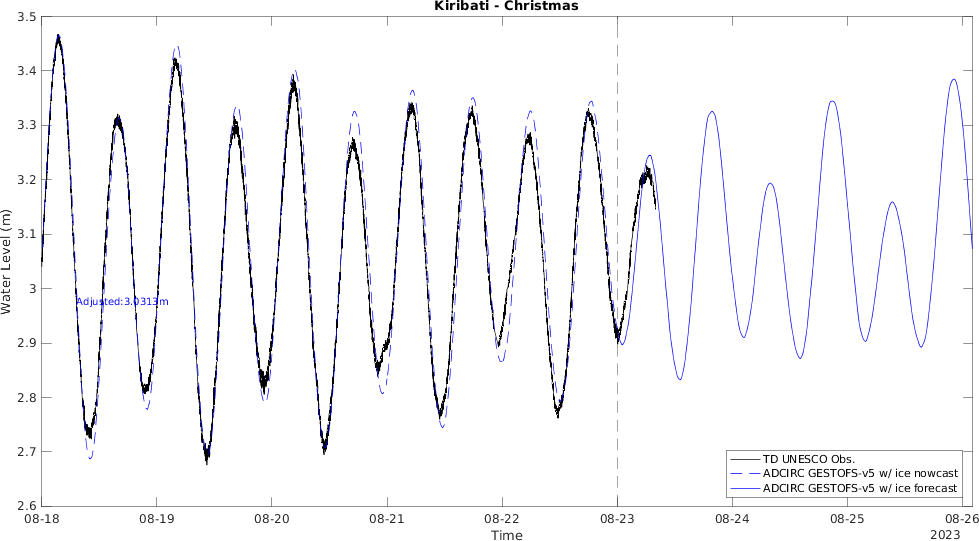 Kiribati - Christmas
3.5
3.4
3.3
3.2
3.1
3
2.9
2.8
2.7
2.6
Water Level (m)
Adjusted:3.0313m
TD UNESCO Obs.
ADCIRC GESTOFS-v5 w/ ice nowcast
ADCIRC GESTOFS-v5 w/ ice forecast
08-18
08-19
08-20
08-21
08-22
08-23
08-24
08-25
08-26
Time
2023